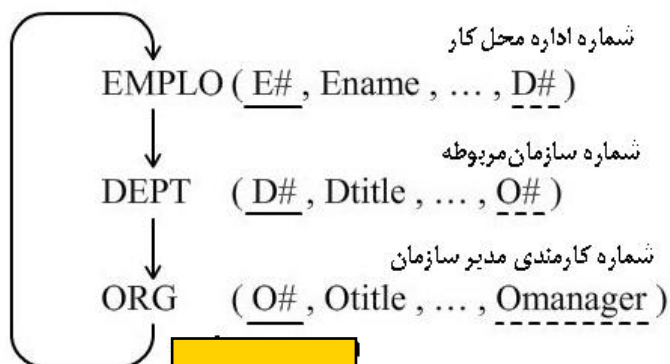 شماره اداره محل کار
EMPLO ( E# , Ename , ... , D# )
شماره سازمان مربوطه
DEPT ( D# , Dtitle , ... , O# )
شماره کارمندی مدیر سازمان
ORG ( O# , Otitle , ... , Omanager )